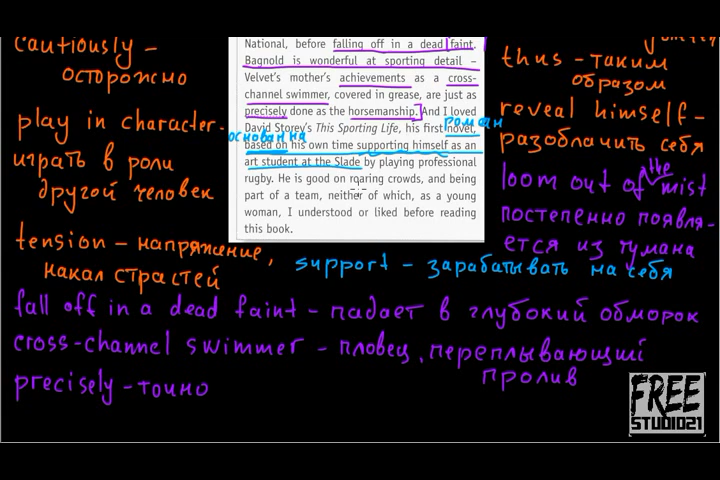 cautiously –
осторожно
play in character -
играть в роли
другой человек
tension – напряжение,
накал страстей
National, before falling off in a dead faint.
Bagnold is wonderful at sporting detail –
Velvet's mother's achievements as a cross-
channel swimmer, covered in grease, are just as
precisely done as the horsemanship.] And I loved
основан на
роман
David Storey's This Sporting Life, his first novel,
based on his own time supporting himself as an
art student at the Slade by playing professional
rugby. He is good on roaring crowds, and being
part of a team, neither of which, as a young
woman, I understood or liked before reading
this book.
thus – таким
образом
reveal himself –
разоблачить себя
loom out of the mist
постепенно появля-
ется из тумана
support – зарабатывать на себя
fall off in a dead faint – падает в глубокий обморок
cross-channel swimmer – пловец, переплывающий
пролив
precisely – точно
FREE
STUDIO21